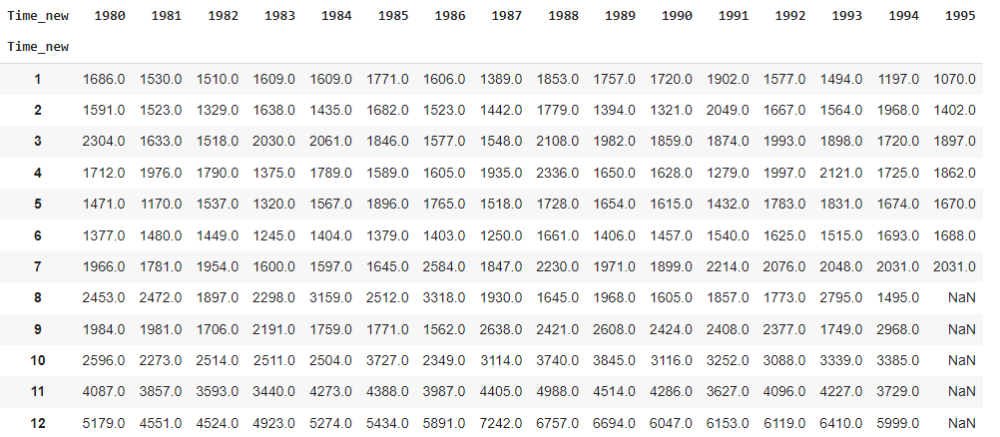 Time_new 1980 1981 1982 1983 1984 1985 1986 1987 1988 1989 1990 1991 1992 1993 1994 1995
Time_new
1 1686.0 1530.0 1510.0 1609.0 1609.0 1771.0 1606.0 1389.0 1853.0 1757.0 1720.0 1902.0 1577.0 1494.0 1197.0 1070.0
2 1591.0 1523.0 1329.0 1638.0 1435.0 1682.0 1523.0 1442.0 1779.0 1394.0 1321.0 2049.0 1667.0 1564.0 1968.0 1402.0
3 2304.0 1633.0 1518.0 2030.0 2061.0 1846.0 1577.0 1548.0 2108.0 1982.0 1859.0 1874.0 1993.0 1898.0 1720.0 1897.0
4 1712.0 1976.0 1790.0 1375.0 1789.0 1589.0 1605.0 1935.0 2336.0 1650.0 1628.0 1279.0 1997.0 2121.0 1725.0 1862.0
5 1471.0 1170.0 1537.0 1320.0 1567.0 1896.0 1765.0 1518.0 1728.0 1654.0 1615.0 1432.0 1783.0 1831.0 1674.0 1670.0
6 1377.0 1480.0 1449.0 1245.0 1404.0 1379.0 1403.0 1250.0 1661.0 1406.0 1457.0 1540.0 1625.0 1515.0 1693.0 1688.0
7 1966.0 1781.0 1954.0 1600.0 1597.0 1645.0 2584.0 1847.0 2230.0 1971.0 1899.0 2214.0 2076.0 2048.0 2031.0 2031.0
8 2453.0 2472.0 1897.0 2298.0 3159.0 2512.0 3318.0 1930.0 1645.0 1968.0 1605.0 1857.0 1773.0 2795.0 1495.0 NaN
9 1984.0 1981.0 1706.0 2191.0 1759.0 1771.0 1562.0 2638.0 2421.0 2608.0 2424.0 2408.0 2377.0 1749.0 2968.0 NaN
10 2596.0 2273.0 2514.0 2511.0 2504.0 3727.0 2349.0 3114.0 3740.0 3845.0 3116.0 3252.0 3088.0 3339.0 3385.0 NaN
11 4087.0 3857.0 3593.0 3440.0 4273.0 4388.0 3987.0 4405.0 4988.0 4514.0 4286.0 3627.0 4096.0 4227.0 3729.0 NaN
12 5179.0 4551.0 4524.0 4923.0 5274.0 5434.0 5891.0 7242.0 6757.0 6694.0 6047.0 6153.0 6119.0 6410.0 5999.0 NaN